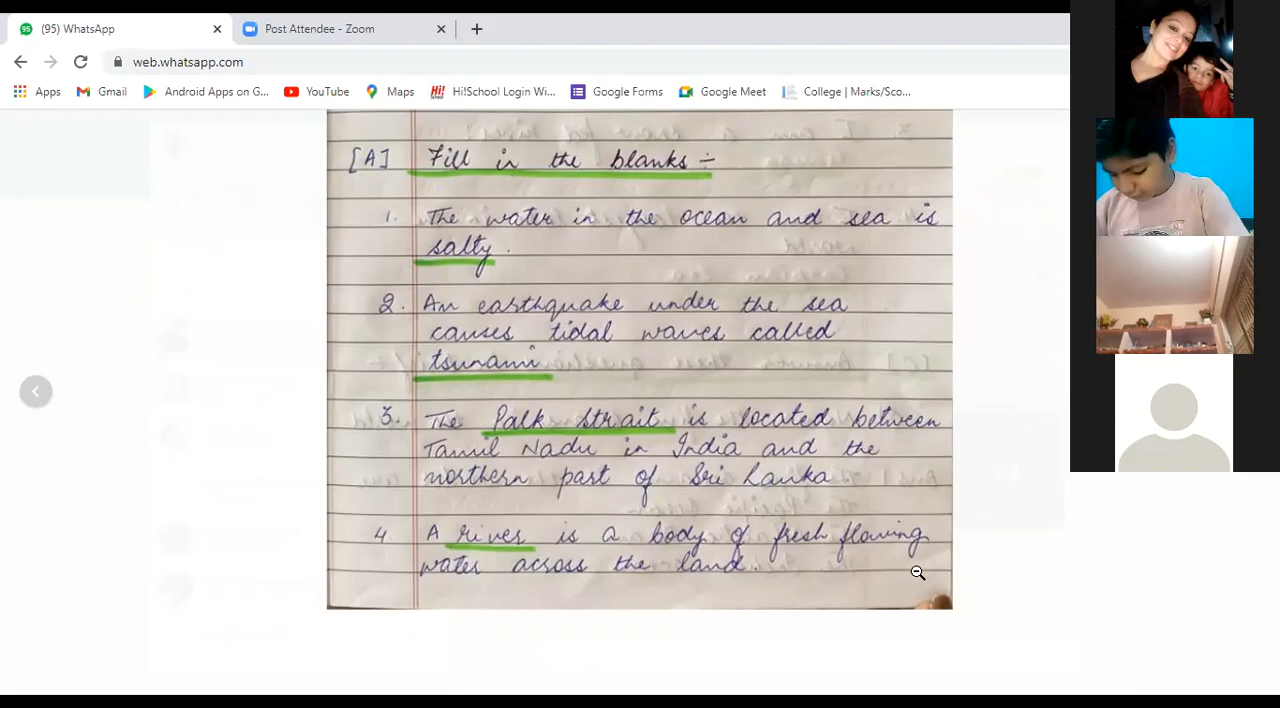 (95) WhatsApp
Post Attendee - Zoom
web.whatsapp.com
Apps Gmail Android Apps on G... YouTube Maps Hi!School Login Wi... Google Forms Google Meet College | Marks/Sco...
[A] Fill in the blanks :-
1. The water in the ocean and sea is
salty.
2. An earthquake under the sea
causes tidal waves called
tsunami
3. The Palk Strait is located between
Tamil Nadu in India and the
northern part of Sri Lanka.
4. A river is a body of fresh flowing
water across the land.